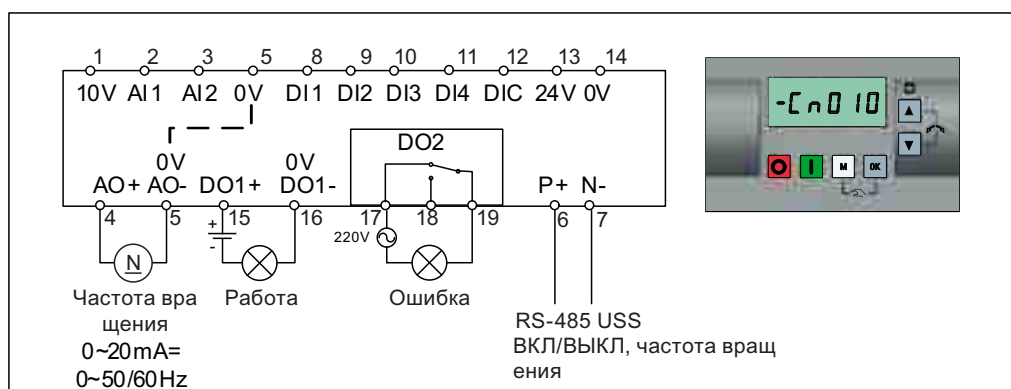 1 2 3 5 8 9 10 11 12 13 14
10V AI1 AI2 0V DI1 DI2 DI3 DI4 DIC 24V 0V
-Cn010
DO2
0V 0V
AO+ AO- DO1+ DO1- P+ N-
4 5 15 16 17 18 19 6 7
+
-
220V
N
M OK
Частота вра
щения
0~20mA=
0~50/60Hz
Работа
Ошибка
RS-485 USS
ВКЛ/ВЫКЛ, частота вращ
ения